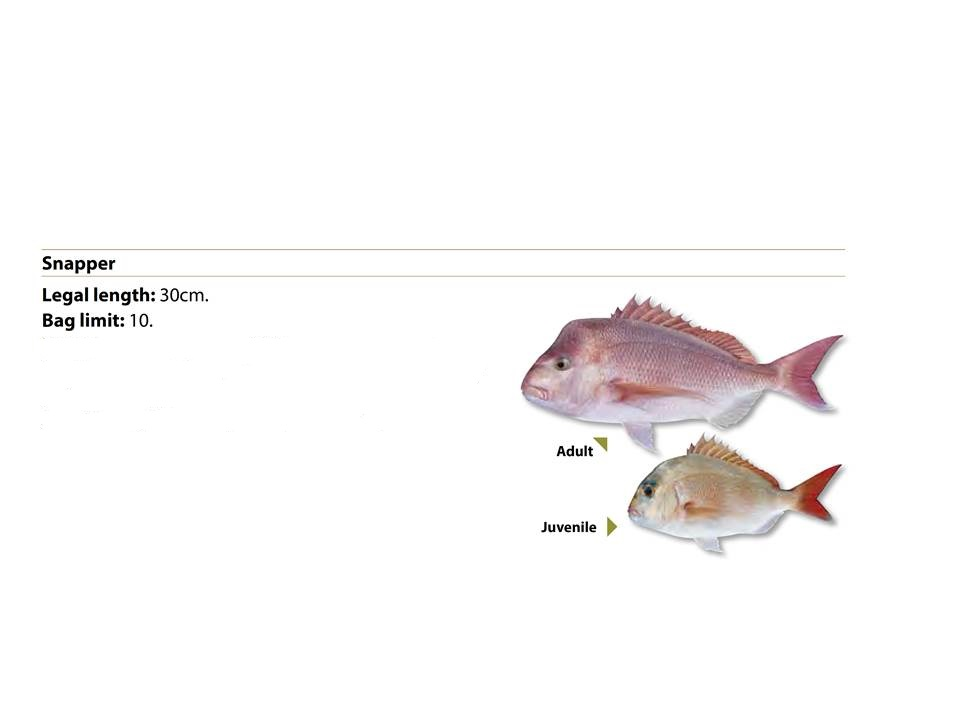 Snapper
Legal length: 30cm.
Bag limit: 10.
Adult
Juvenile